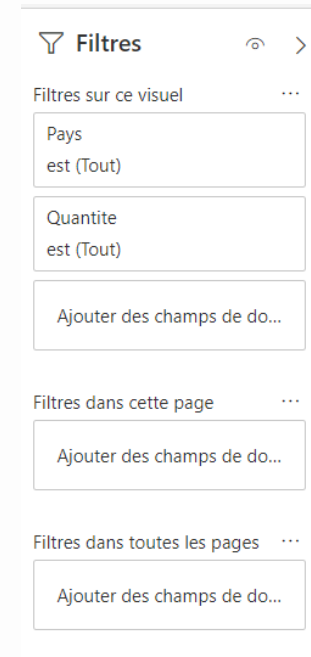 Filtres
Filtres sur ce visuel
Pays
est (Tout)
Quantite
est (Tout)
Ajouter des champs de do...
Filtres dans cette page
Ajouter des champs de do...
Filtres dans toutes les pages
Ajouter des champs de do...